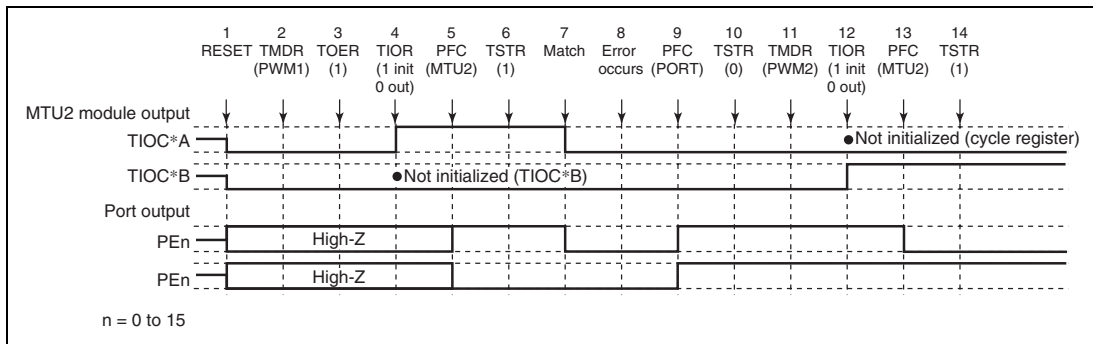 1 2 3 4 5 6 7 8 9 10 11 12 13 14
RESET TMDR TOER TIOR PFC TSTR Match Error PFC TSTR TMDR TIOR PFC TSTR
(PWM1) (1) (1 init (MTU2) (1) occurs (PORT) (0) (PWM2) (1 init (MTU2) (1)
0 out) 0 out)
MTU2 module output
TIOC*A ●Not initialized (cycle register)
TIOC*B ●Not initialized (TIOC*B)
Port output
PEn High-Z
PEn High-Z
n = 0 to 15